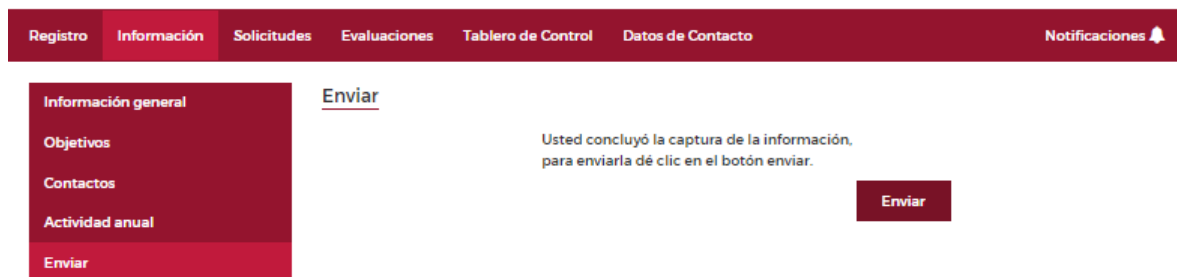 Registro Información Solicitudes Evaluaciones Tablero de Control Datos de Contacto Notificaciones
Información general
Objetivos
Contactos
Actividad anual
Enviar
Enviar
Usted concluyó la captura de la información,
para enviarla dé clic en el botón enviar.
Enviar